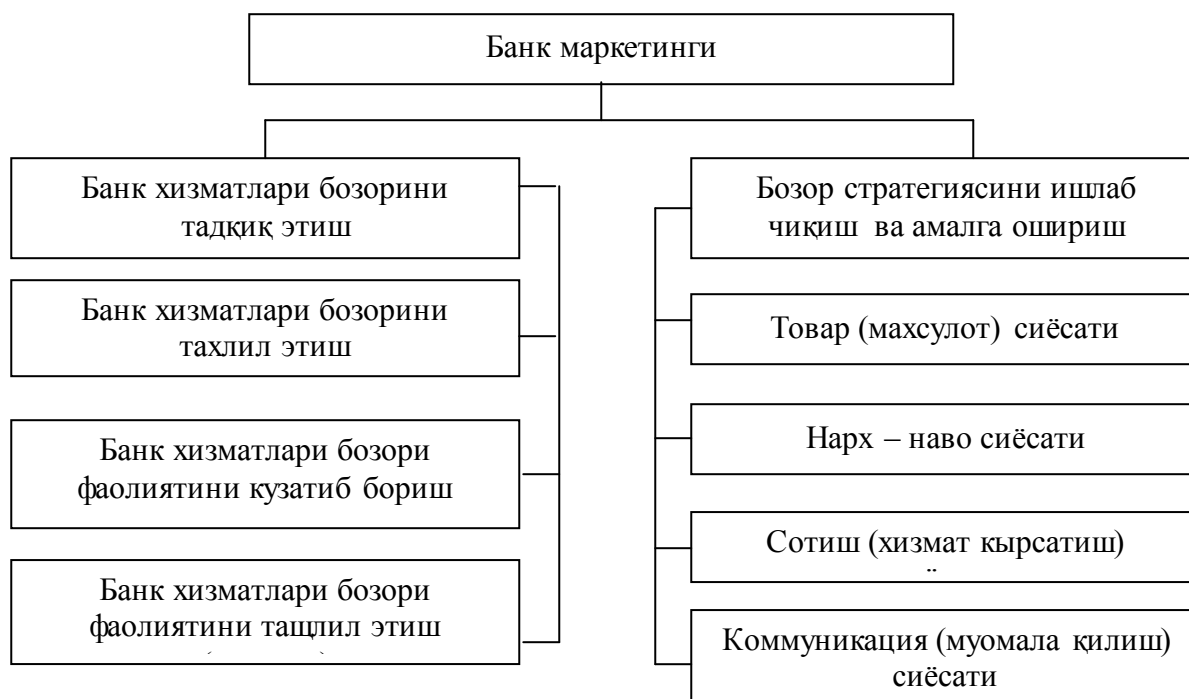 Банк маркетинги
Банк хизматлари бозорини
тадқиқ этиш
Банк хизматлари бозорини
тахлил этиш
Банк хизматлари бозори
фаолиятини кузатиб бориш
Банк хизматлари бозори
фаолиятини тащлил этиш
Бозор стратегиясини ишлаб
чиқиш ва амалга ошириш
Товар (махсулот) сиёсати
Нарх – наво сиёсати
Сотиш (хизмат кырсатиш)
Коммуникация (муомала қилиш)
сиёсати